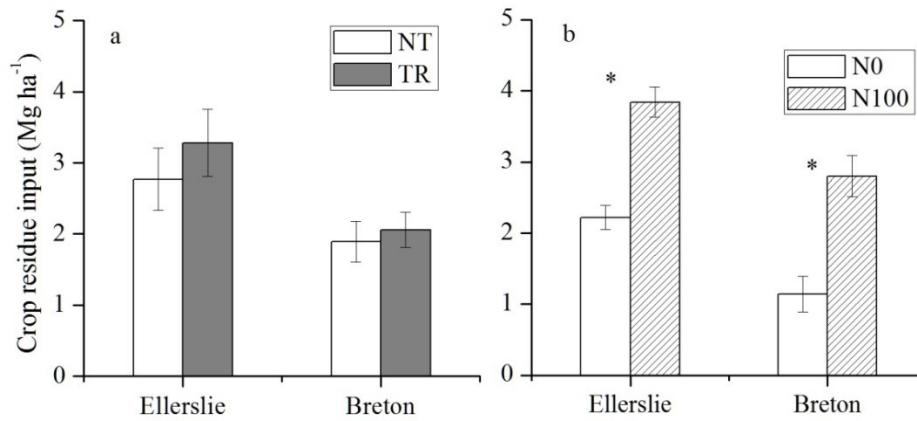 a
NT
TR
Crop residue input (Mg ha⁻¹)
5
4
3
2
1
0
Ellerslie
Breton
b
N0
N100
5
4
3
2
1
0
*
*
Ellerslie
Breton